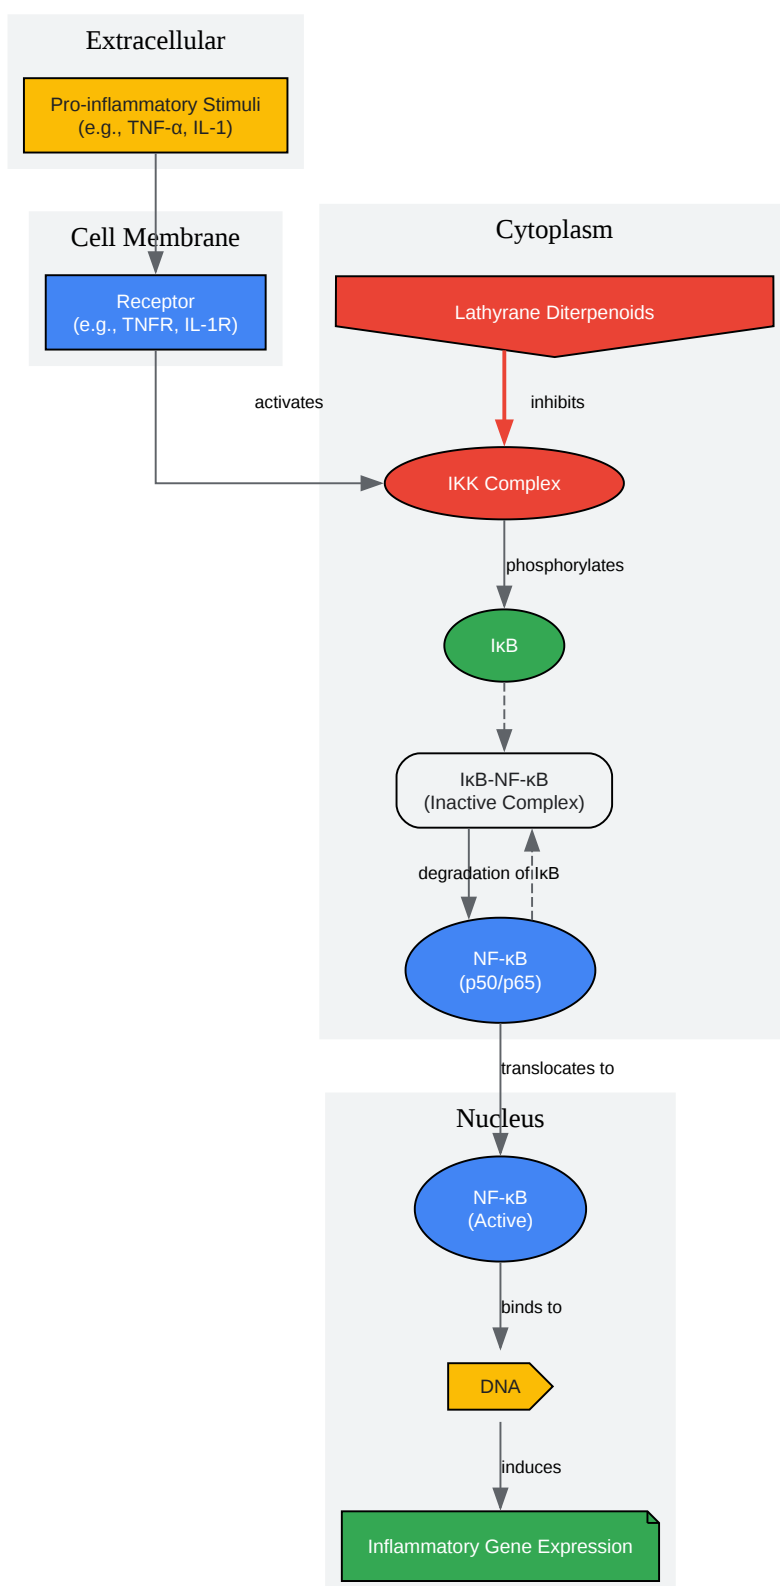 Extracellular
Pro-inflammatory Stimuli
(e.g., TNF-α, IL-1)
Cell Membrane
Receptor
(e.g., TNFR, IL-1R)
Cytoplasm
Lathyrane Diterpenoids
activates
inhibits
IKK Complex
phosphorylates
IκB
IκB-NF-κB
(Inactive Complex)
degradation of IκB
NF-κB
(p50/p65)
translocates to
Nucleus
NF-κB
(Active)
binds to
DNA
induces
Inflammatory Gene Expression